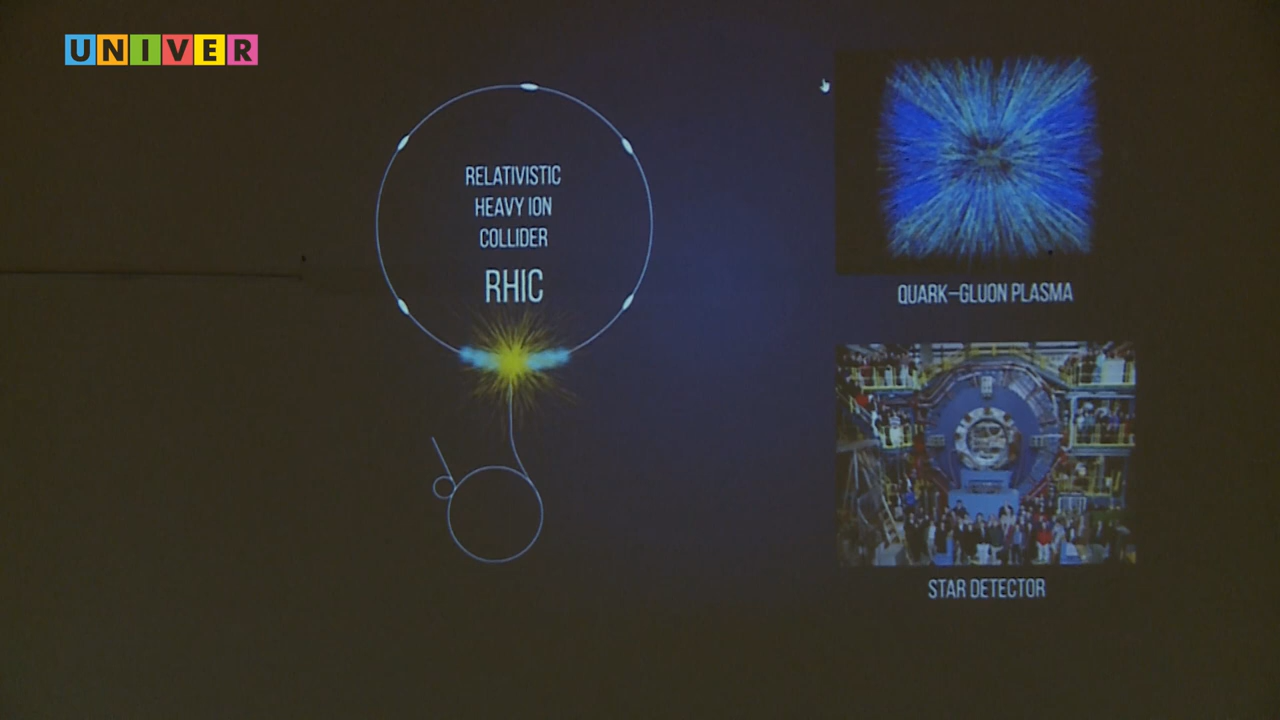 UNIVER
RELATIVISTIC
HEAVY ION
COLLIDER
RHIC
QUARK–GLUON PLASMA
STAR DETECTOR